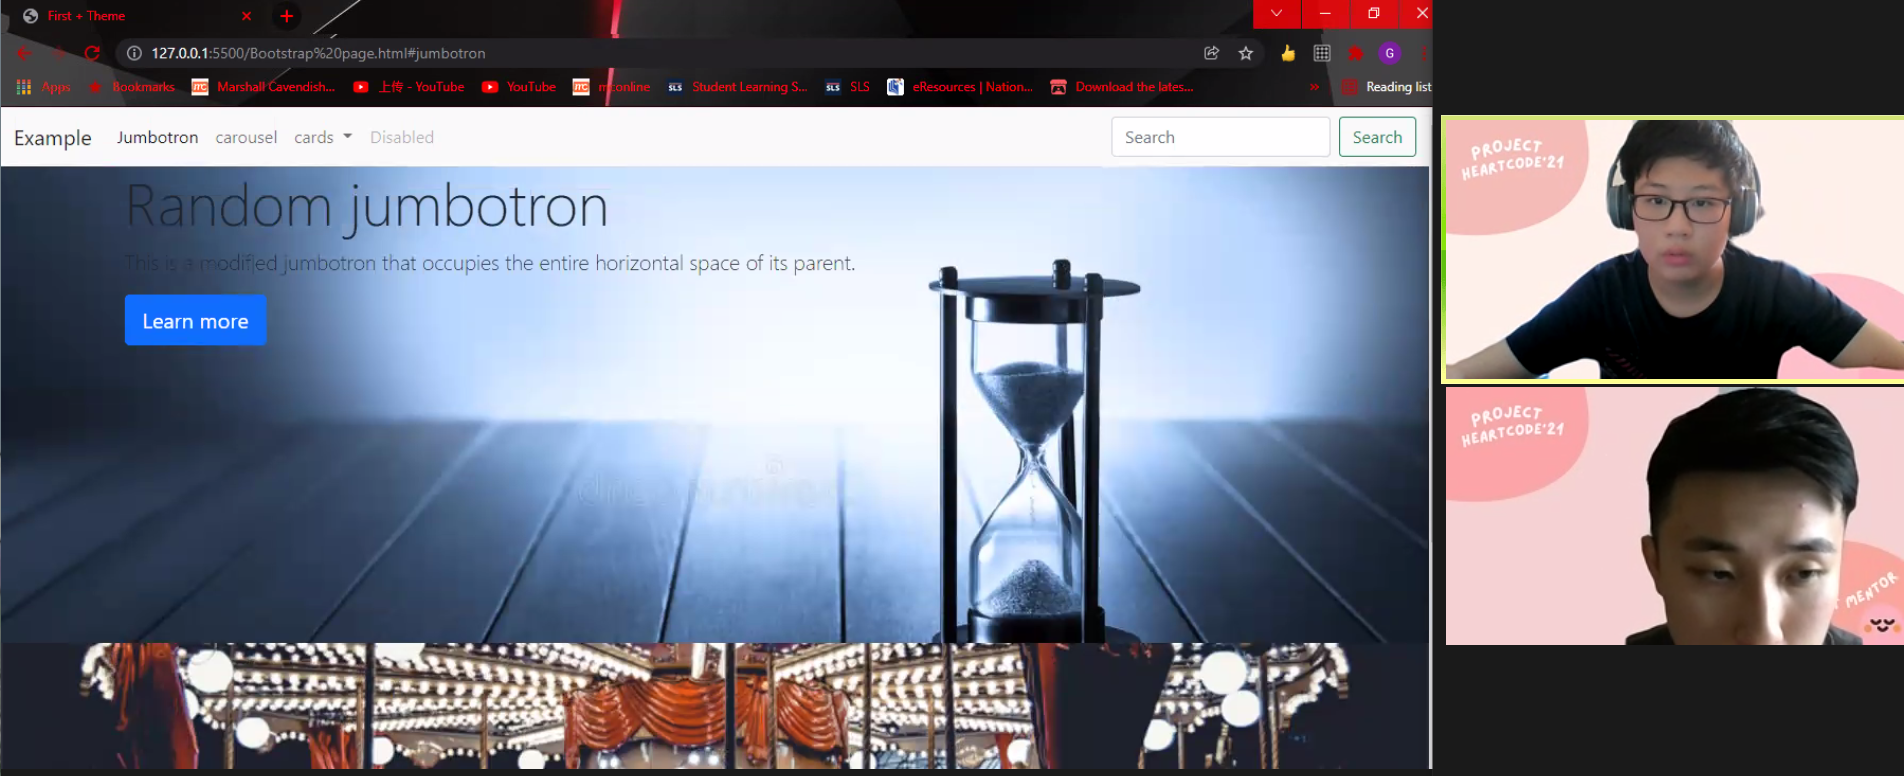 First + Theme
127.0.0.1:5500/Bootstrap%20page.html#jumbotron
G
Apps Bookmarks Marshall Cavendish... 上传 - YouTube YouTube mconline SLS Student Learning S... SLS SLS eResources | Nation... Download the lates... » Reading list
Example Jumbotron carousel cards Disabled Search Search
Random jumbotron
This is a modified jumbotron that occupies the entire horizontal space of its parent.
Learn more
PROJECT
HEARTCODE'21
PROJECT
HEARTCODE'21
MENTOR